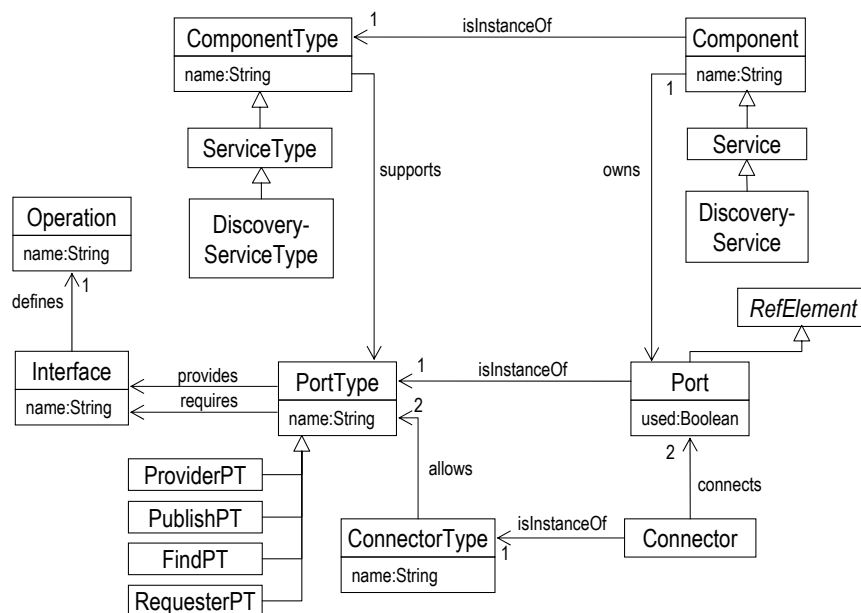 1
isInstanceOf
ComponentType
name:String
Component
name:String
1
ServiceType
Service
supports
owns
Discovery-
ServiceType
Discovery-
Service
Operation
name:String
1
defines
RefElement
Interface
name:String
provides
requires
PortType
name:String
1
isInstanceOf
Port
used:Boolean
2
2
ProviderPT
PublishPT
FindPT
RequesterPT
allows
connects
ConnectorType
name:String
isInstanceOf
1
Connector